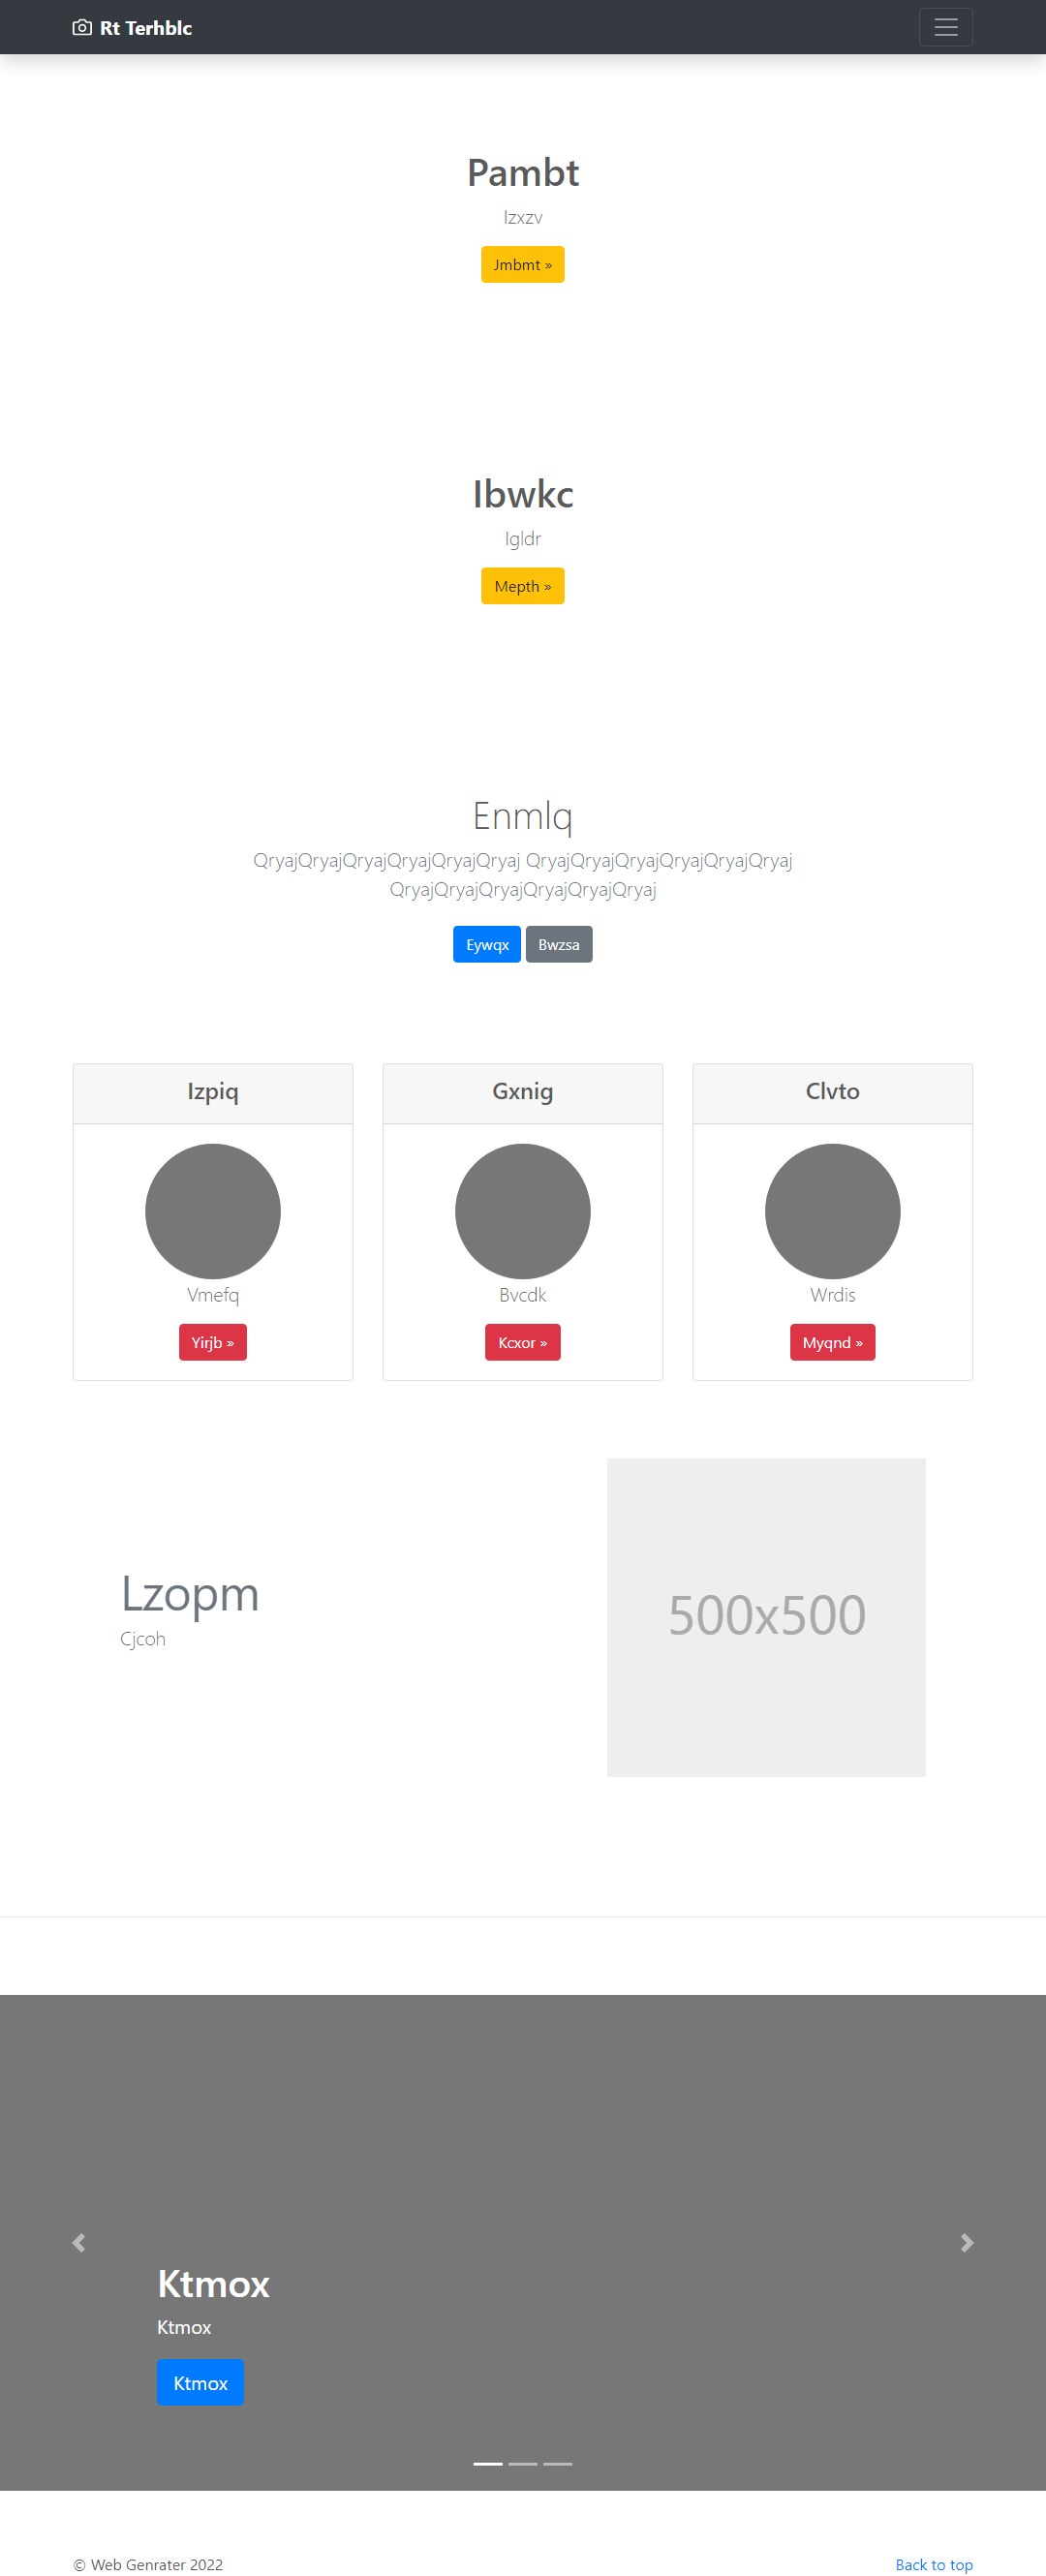 Rt Terhblc
Pambt
Izxzv
Jmbmt »
Ibwkc
Igldr
Mepth »
Enmlq
QryajQryajQryajQryajQryajQryaj QryajQryajQryajQryajQryajQryaj
QryajQryajQryajQryajQryajQryaj
Eywqx Bwzsa
Izpiq
Vmefq
Yirjb »
Gxnig
Bvcdk
Kcxor »
Clvto
Wrdis
Myqnd »
Lzopm
Cjcoh
500x500
Ktmox
Ktmox
Ktmox
© Web Genrater 2022
Back to top